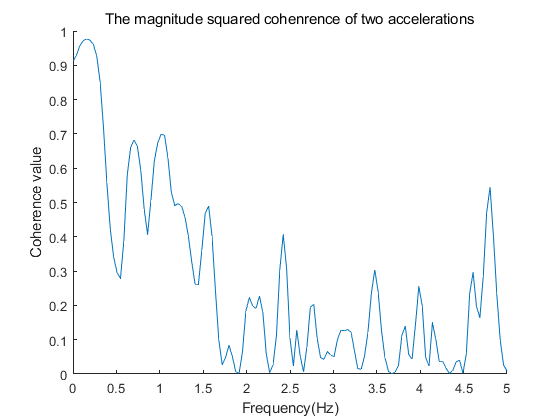 The magnitude squared cohenrence of two accelerations
1
0.9
0.8
0.7
0.6
0.5
0.4
0.3
0.2
0.1
0
Coherence value
0 0.5 1 1.5 2 2.5 3 3.5 4 4.5 5
Frequency(Hz)